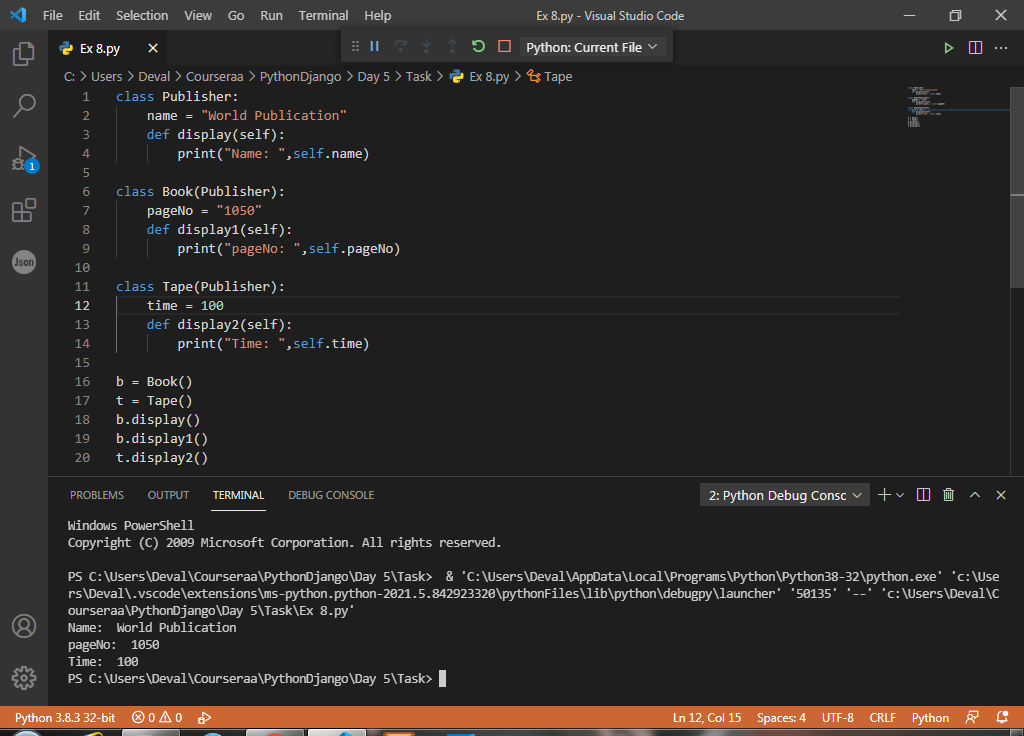 File Edit Selection View Go Run Terminal Help Ex 8.py - Visual Studio Code
Ex 8.py Python: Current File
C: > Users > Deval > Courseraa > PythonDjango > Day 5 > Task > Ex 8.py > Tape
1 class Publisher:
2 name = "World Publication"
3 def display(self):
4 print("Name: ",self.name)
5
6 class Book(Publisher):
7 pageNo = "1050"
8 def display1(self):
9 print("pageNo: ",self.pageNo)
10
11 class Tape(Publisher):
12 time = 100
13 def display2(self):
14 print("Time: ",self.time)
15
16 b = Book()
17 t = Tape()
18 b.display()
19 b.display1()
20 t.display2()
1
Json
PROBLEMS OUTPUT TERMINAL DEBUG CONSOLE 2: Python Debug Consc
Windows PowerShell
Copyright (C) 2009 Microsoft Corporation. All rights reserved.
PS C:\Users\Deval\Courseraa\PythonDjango\Day 5\Task>  & 'C:\Users\Deval\AppData\Local\Programs\Python\Python38-32\python.exe' 'c:\Use
rs\Deval\.vscode\extensions\ms-python.python-2021.5.842923320\pythonFiles\lib\python\debugpy\launcher' '50135' '--' 'c:\Users\Deval\C
ourseraa\PythonDjango\Day 5\Task\Ex 8.py'
Name:  World Publication
pageNo:  1050
Time:  100
PS C:\Users\Deval\Courseraa\PythonDjango\Day 5\Task>
Python 3.8.3 32-bit 0 0 Ln 12, Col 15 Spaces: 4 UTF-8 CRLF Python